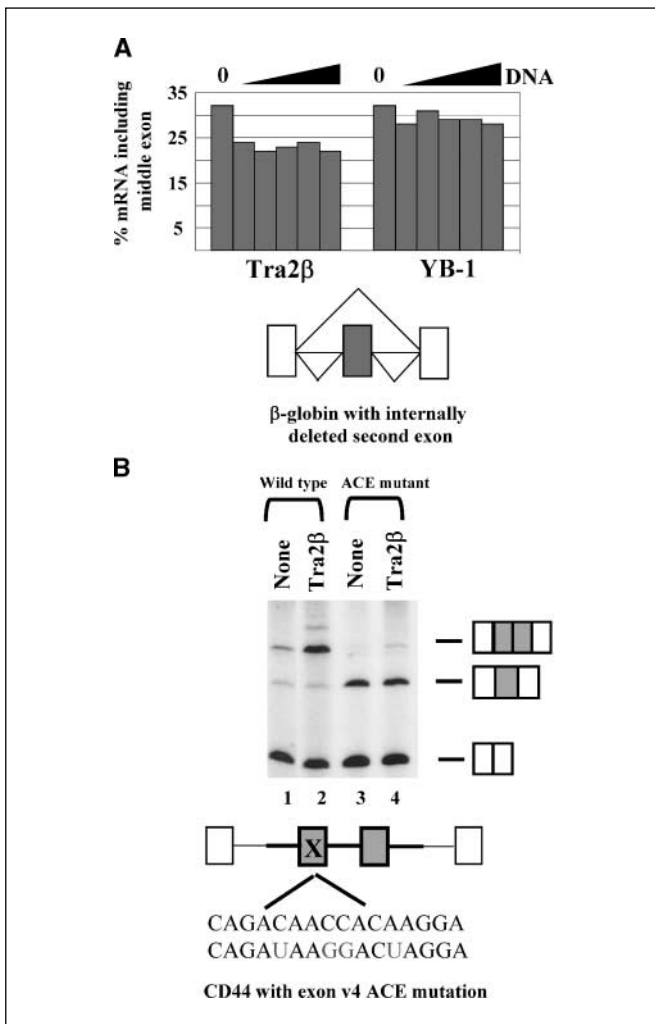 A
0 0 DNA
% mRNA including
middle exon
35
25
15
5
Tra2β YB-1
β-globin with internally
deleted second exon
B
Wild type ACE mutant
None Tra2β None Tra2β
1 2 3 4
X
CAGACAACCACAAGGA
CAGAUAAGGACUAGGA
CD44 with exon v4 ACE mutation